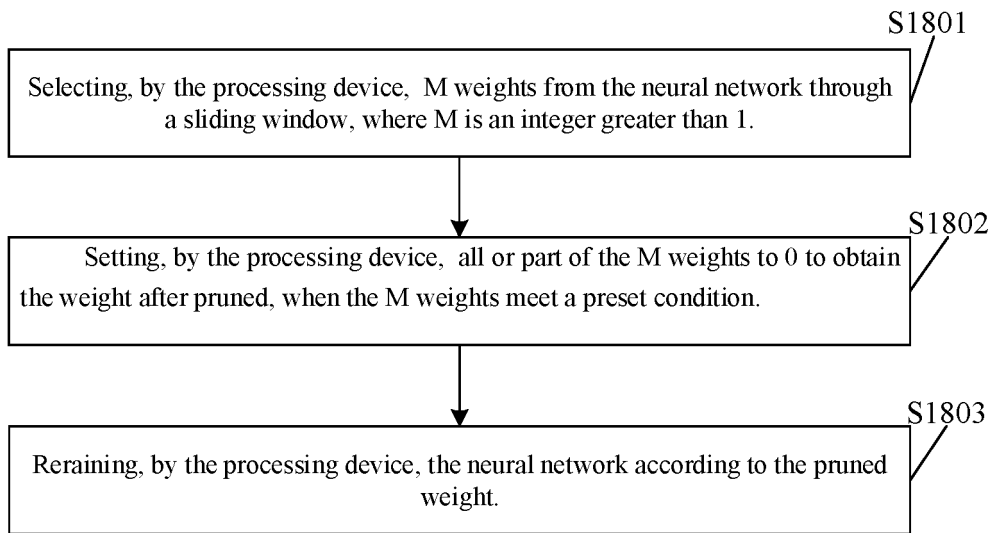 S1801
Selecting, by the processing device, M weights from the neural network through
a sliding window, where M is an integer greater than 1.
S1802
Setting, by the processing device, all or part of the M weights to 0 to obtain
the weight after pruned, when the M weights meet a preset condition.
S1803
Reraining, by the processing device, the neural network according to the pruned
weight.